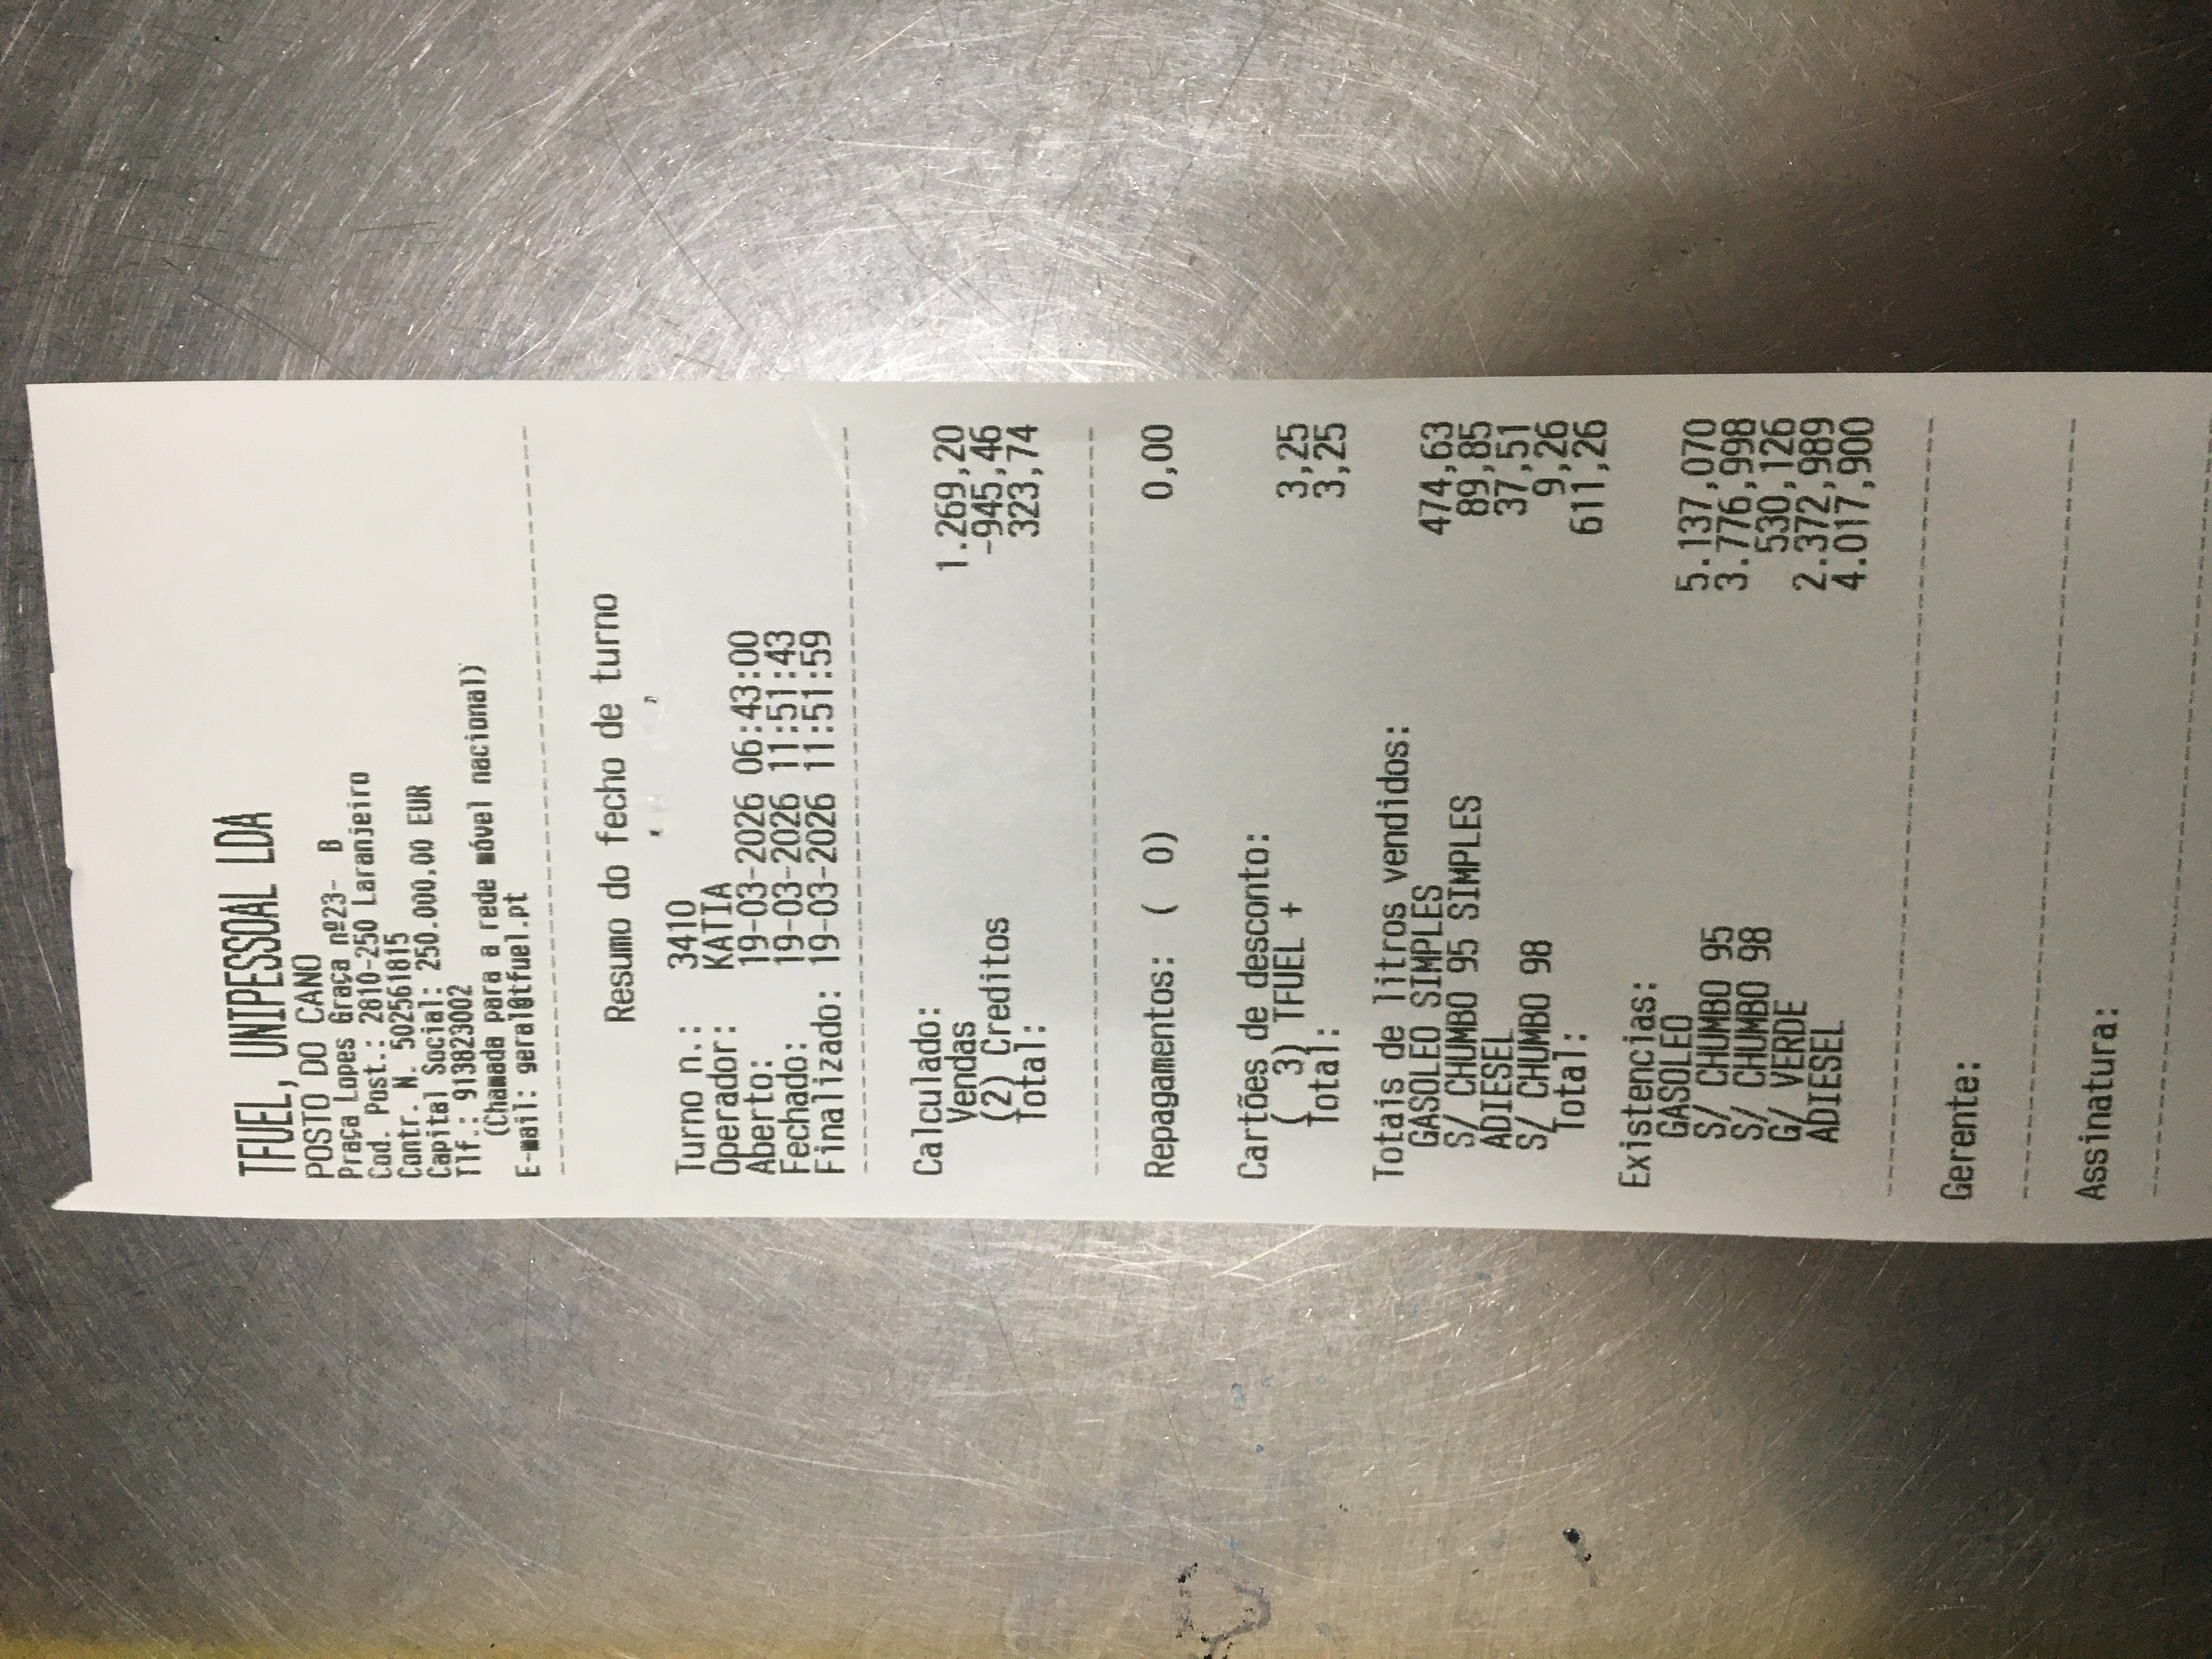 TFUEL, UNIPESSOAL LDA
POSTO DO CANO
Praça Lopes Graça nº23- B
Cod. Post.: 2810-250 Laranjeiro
Contr. N. 502561815
Capital Social: 250.000,00 EUR
Tlf.: 913823002
(Chamada para a rede móvel nacional)
E-mail: geral@tfuel.pt
Resumo do fecho de turno
Turno n.: 3410
Operador: KATIA
Aberto: 19-03-2026 06:43:00
Fechado: 19-03-2026 11:51:43
Finalizado: 19-03-2026 11:51:59
Calculado:
Vendas 1.269,20
(2) Creditos -945,46
Total: 323,74
Repagamentos: ( 0) 0,00
Cartões de desconto:
( 3) TFUEL + 3,25
Total: 3,25
Totais de litros vendidos:
GASOLEO SIMPLES 474,63
S/ CHUMBO 95 SIMPLES 89,85
ADIESEL 37,51
S/ CHUMBO 98 9,26
Total: 611,26
Existencias:
GASOLEO 5.137,070
S/ CHUMBO 95 3.776,998
S/ CHUMBO 98 530,126
G/ VERDE 2.372,989
ADIESEL 4.017,900
Gerente:
Assinatura: